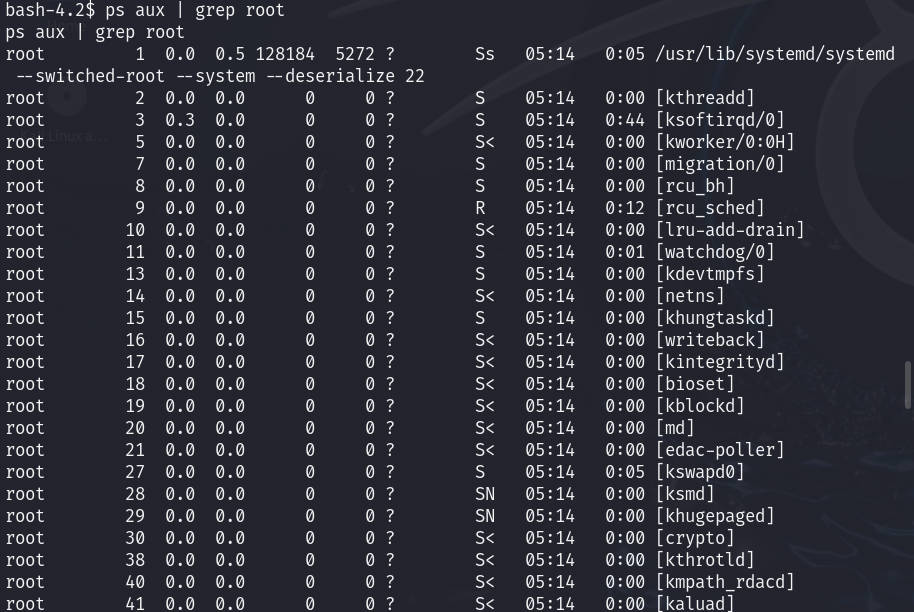 bash-4.2$ ps aux | grep root
ps aux | grep root
root         1  0.0  0.5 128184  5272 ?        Ss   05:14   0:05 /usr/lib/systemd/systemd
 --switched-root --system --deserialize 22
root         2  0.0  0.0      0     0 ?        S    05:14   0:00 [kthreadd]
root         3  0.3  0.0      0     0 ?        S    05:14   0:44 [ksoftirqd/0]
root         5  0.0  0.0      0     0 ?        S<   05:14   0:00 [kworker/0:0H]
root         7  0.0  0.0      0     0 ?        S    05:14   0:00 [migration/0]
root         8  0.0  0.0      0     0 ?        S    05:14   0:00 [rcu_bh]
root         9  0.0  0.0      0     0 ?        R    05:14   0:12 [rcu_sched]
root        10  0.0  0.0      0     0 ?        S<   05:14   0:00 [lru-add-drain]
root        11  0.0  0.0      0     0 ?        S    05:14   0:01 [watchdog/0]
root        13  0.0  0.0      0     0 ?        S    05:14   0:00 [kdevtmpfs]
root        14  0.0  0.0      0     0 ?        S<   05:14   0:00 [netns]
root        15  0.0  0.0      0     0 ?        S    05:14   0:00 [khungtaskd]
root        16  0.0  0.0      0     0 ?        S<   05:14   0:00 [writeback]
root        17  0.0  0.0      0     0 ?        S<   05:14   0:00 [kintegrityd]
root        18  0.0  0.0      0     0 ?        S<   05:14   0:00 [bioset]
root        19  0.0  0.0      0     0 ?        S<   05:14   0:00 [kblockd]
root        20  0.0  0.0      0     0 ?        S<   05:14   0:00 [md]
root        21  0.0  0.0      0     0 ?        S<   05:14   0:00 [edac-poller]
root        27  0.0  0.0      0     0 ?        S    05:14   0:05 [kswapd0]
root        28  0.0  0.0      0     0 ?        SN   05:14   0:00 [ksmd]
root        29  0.0  0.0      0     0 ?        SN   05:14   0:00 [khugepaged]
root        30  0.0  0.0      0     0 ?        S<   05:14   0:00 [crypto]
root        38  0.0  0.0      0     0 ?        S<   05:14   0:00 [kthrotld]
root        40  0.0  0.0      0     0 ?        S<   05:14   0:00 [kmpath_rdacd]
root        41  0.0  0.0      0     0 ?        S<   05:14   0:00 [kaluad]